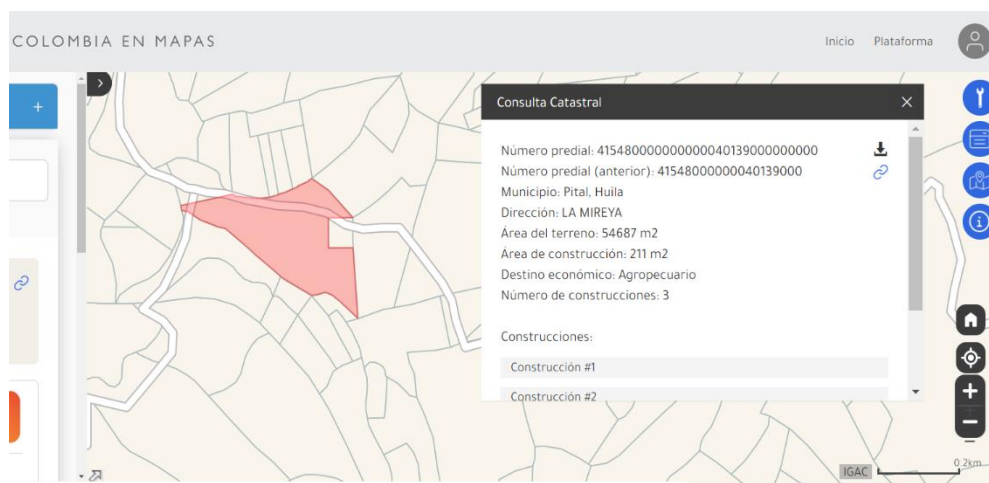 COLOMBIA EN MAPAS
Inicio Plataforma
+
Consulta Catastral
Número predial: 415480000000000040139000000000
Número predial (anterior): 41548000000040139000
Municipio: Pital, Huila
Dirección: LA MIREYA
Área del terreno: 54687 m2
Área de construcción: 211 m2
Destino económico: Agropecuario
Número de construcciones: 3
Construcciones:
Construcción #1
Construcción #2
IGAC
0.2km